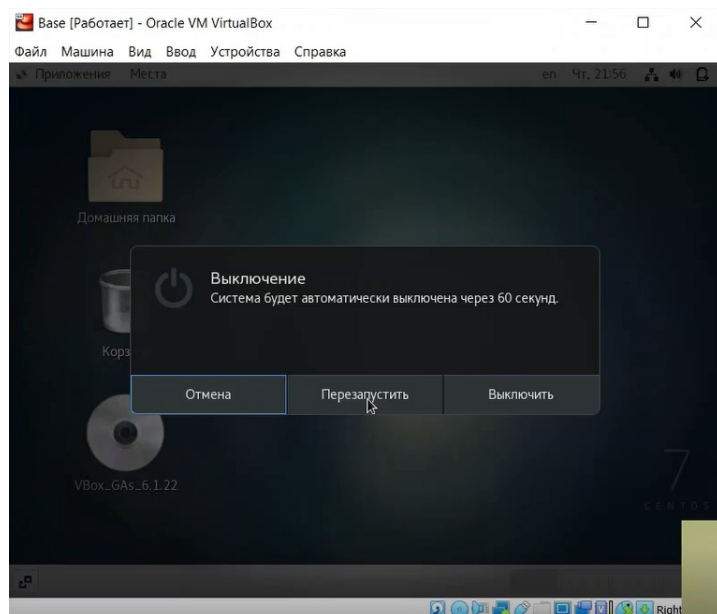 Base [Работает] - Oracle VM VirtualBox
Файл Машина Вид Ввод Устройства Справка
Приложения Места en Чт, 21:56
Домашняя папка
Выключение
Система будет автоматически выключена через 60 секунд.
Корз
Отмена Перезапустить Выключить
VBox_GAs_6.1.22
7
CENTOS
Right